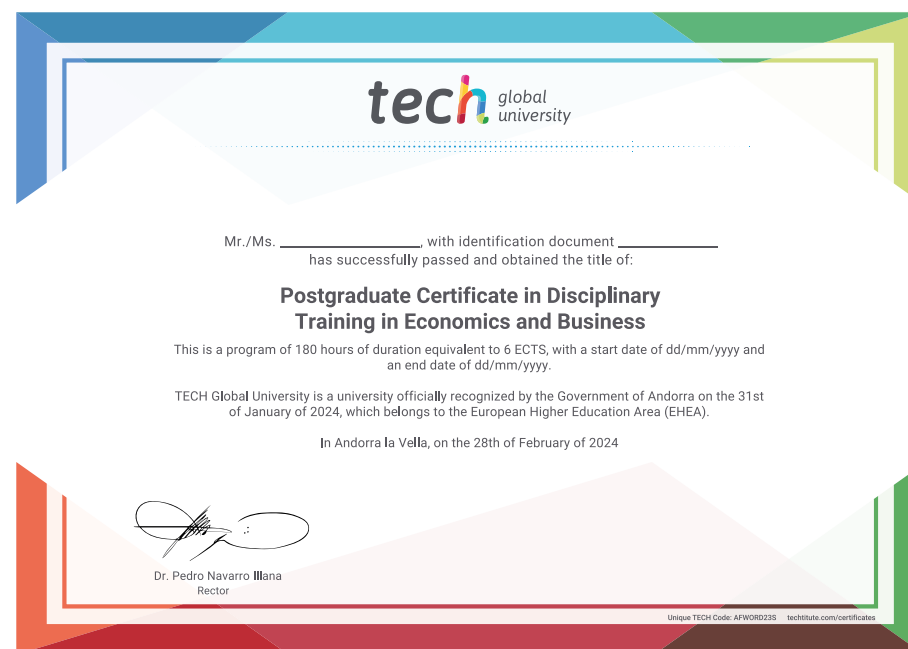 tech global university
Mr./Ms. ____________________, with identification document ______________
has successfully passed and obtained the title of:
Postgraduate Certificate in Disciplinary
Training in Economics and Business
This is a program of 180 hours of duration equivalent to 6 ECTS, with a start date of dd/mm/yyyy and
an end date of dd/mm/yyyy.
TECH Global University is a university officially recognized by the Government of Andorra on the 31st
of January of 2024, which belongs to the European Higher Education Area (EHEA).
In Andorra la Vella, on the 28th of February of 2024
Dr. Pedro Navarro Illana
Rector
Unique TECH Code: AFWORD23S techtitute.com/certificates